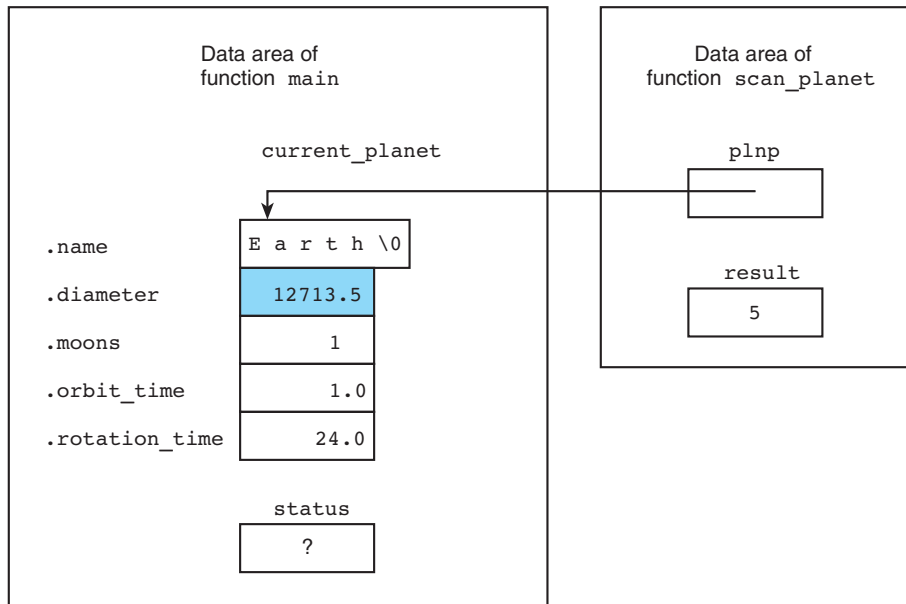 Data area of
function main
current_planet
.name E a r t h \0
.diameter 12713.5
.moons 1
.orbit_time 1.0
.rotation_time 24.0
status
?
Data area of
function scan_planet
plnp
result
5